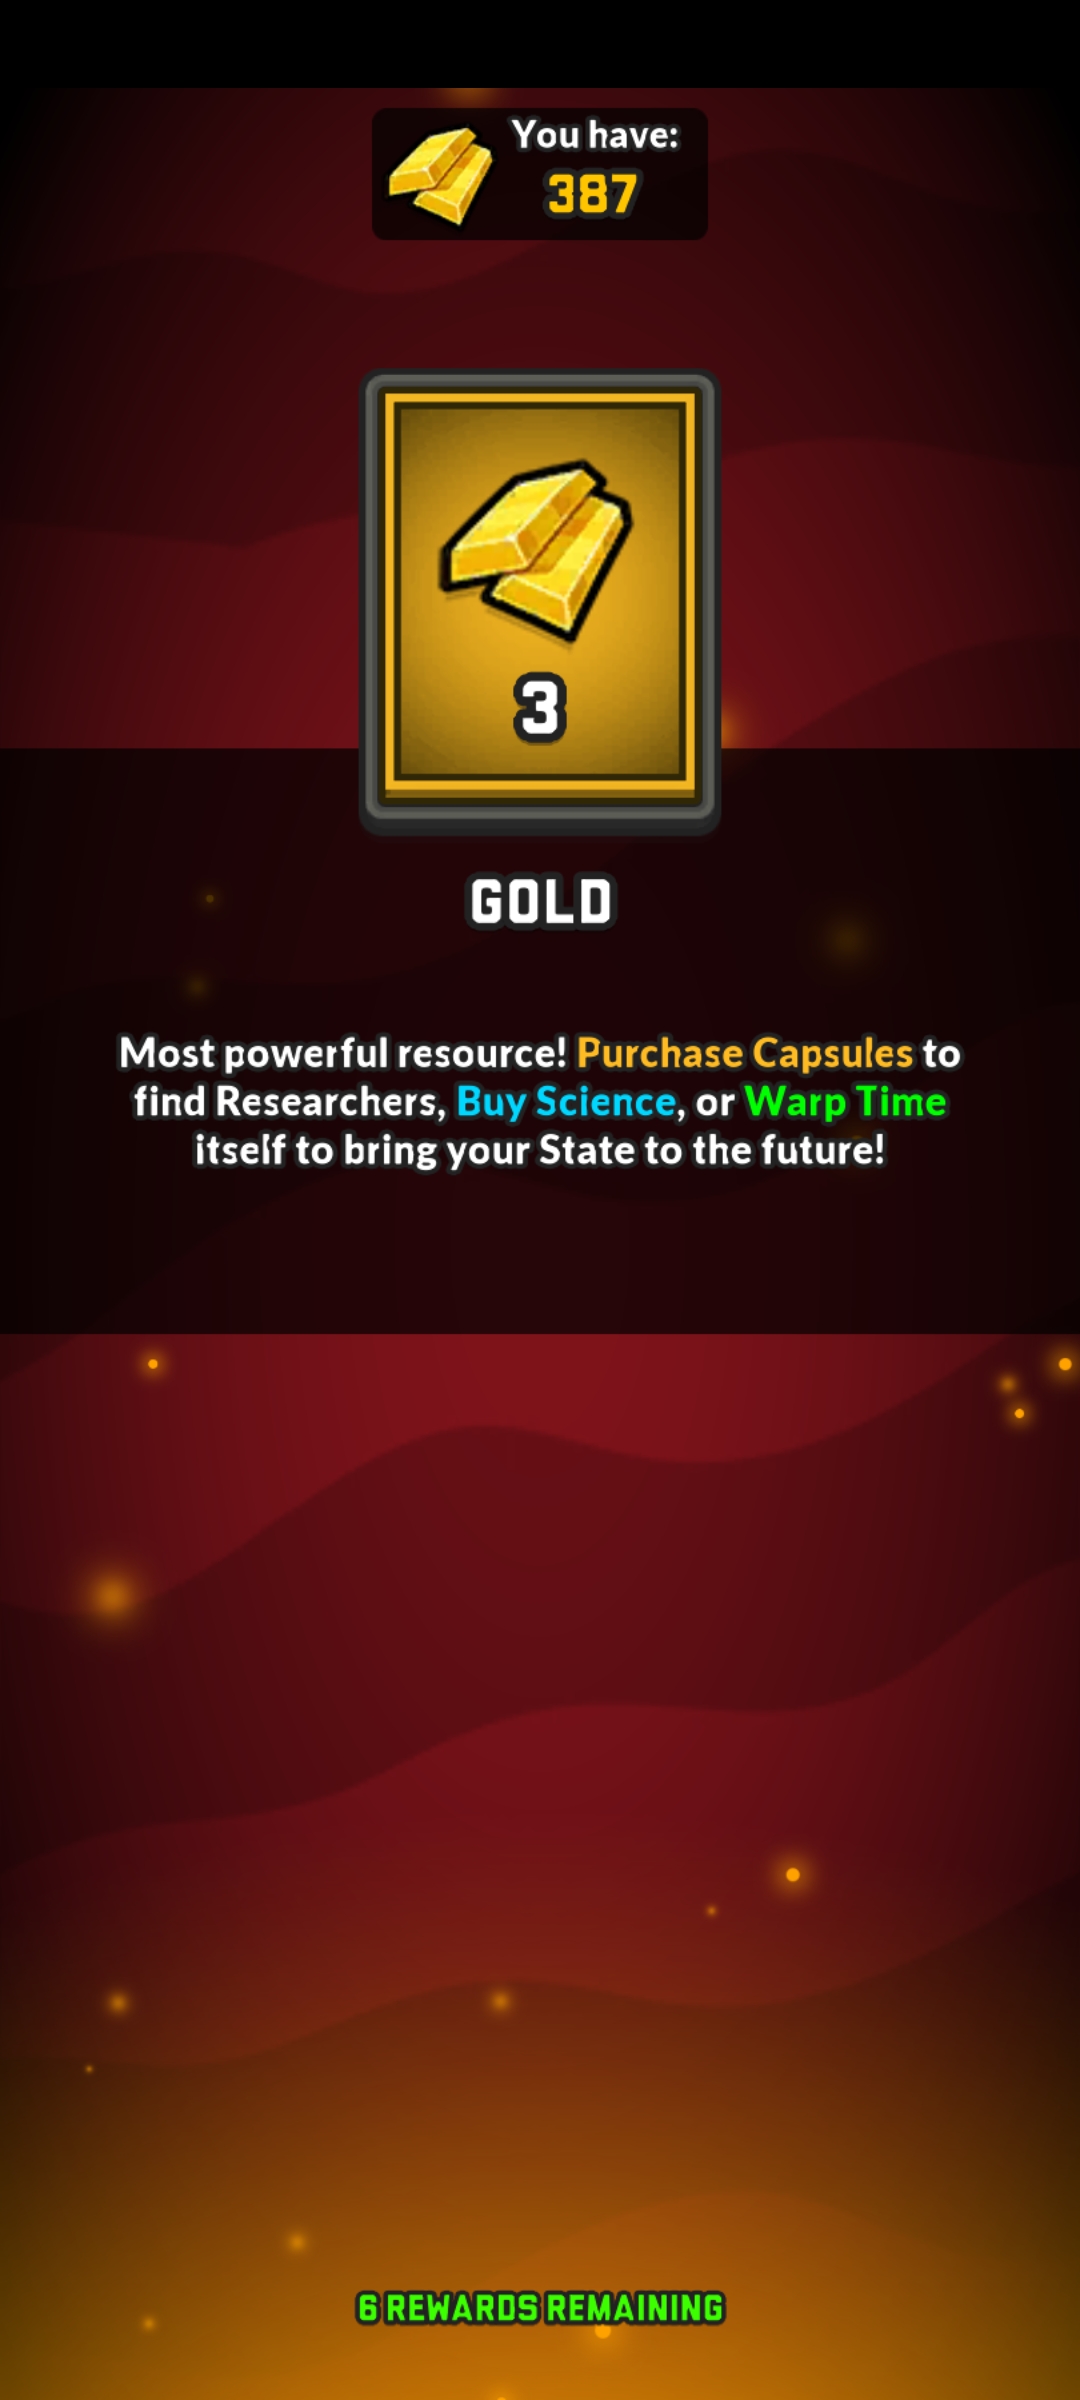 You have:
387
3
GOLD
Most powerful resource! Purchase Capsules to
find Researchers, Buy Science, or Warp Time
itself to bring your State to the future!
6 REWARDS REMAINING